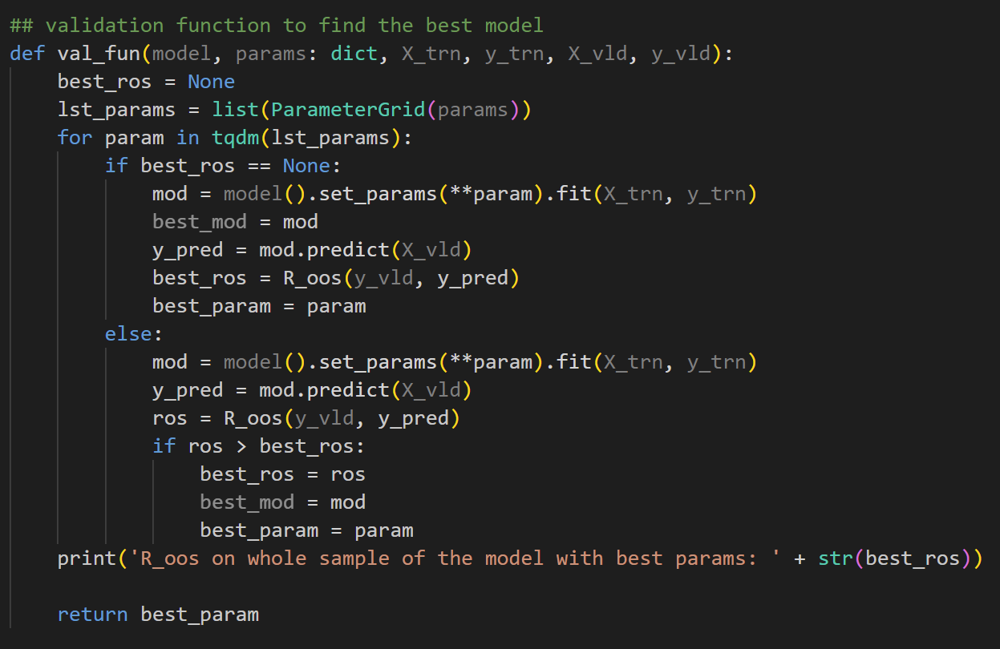 ## validation function to find the best model
def val_fun(model, params: dict, X_trn, y_trn, X_vld, y_vld):
    best_ros = None
    lst_params = list(ParameterGrid(params))
    for param in tqdm(lst_params):
        if best_ros == None:
            mod = model().set_params(**param).fit(X_trn, y_trn)
            best_mod = mod
            y_pred = mod.predict(X_vld)
            best_ros = R_oos(y_vld, y_pred)
            best_param = param
        else:
            mod = model().set_params(**param).fit(X_trn, y_trn)
            y_pred = mod.predict(X_vld)
            ros = R_oos(y_vld, y_pred)
            if ros > best_ros:
                best_ros = ros
                best_mod = mod
                best_param = param
    print('R_oos on whole sample of the model with best params: ' + str(best_ros))
    return best_param